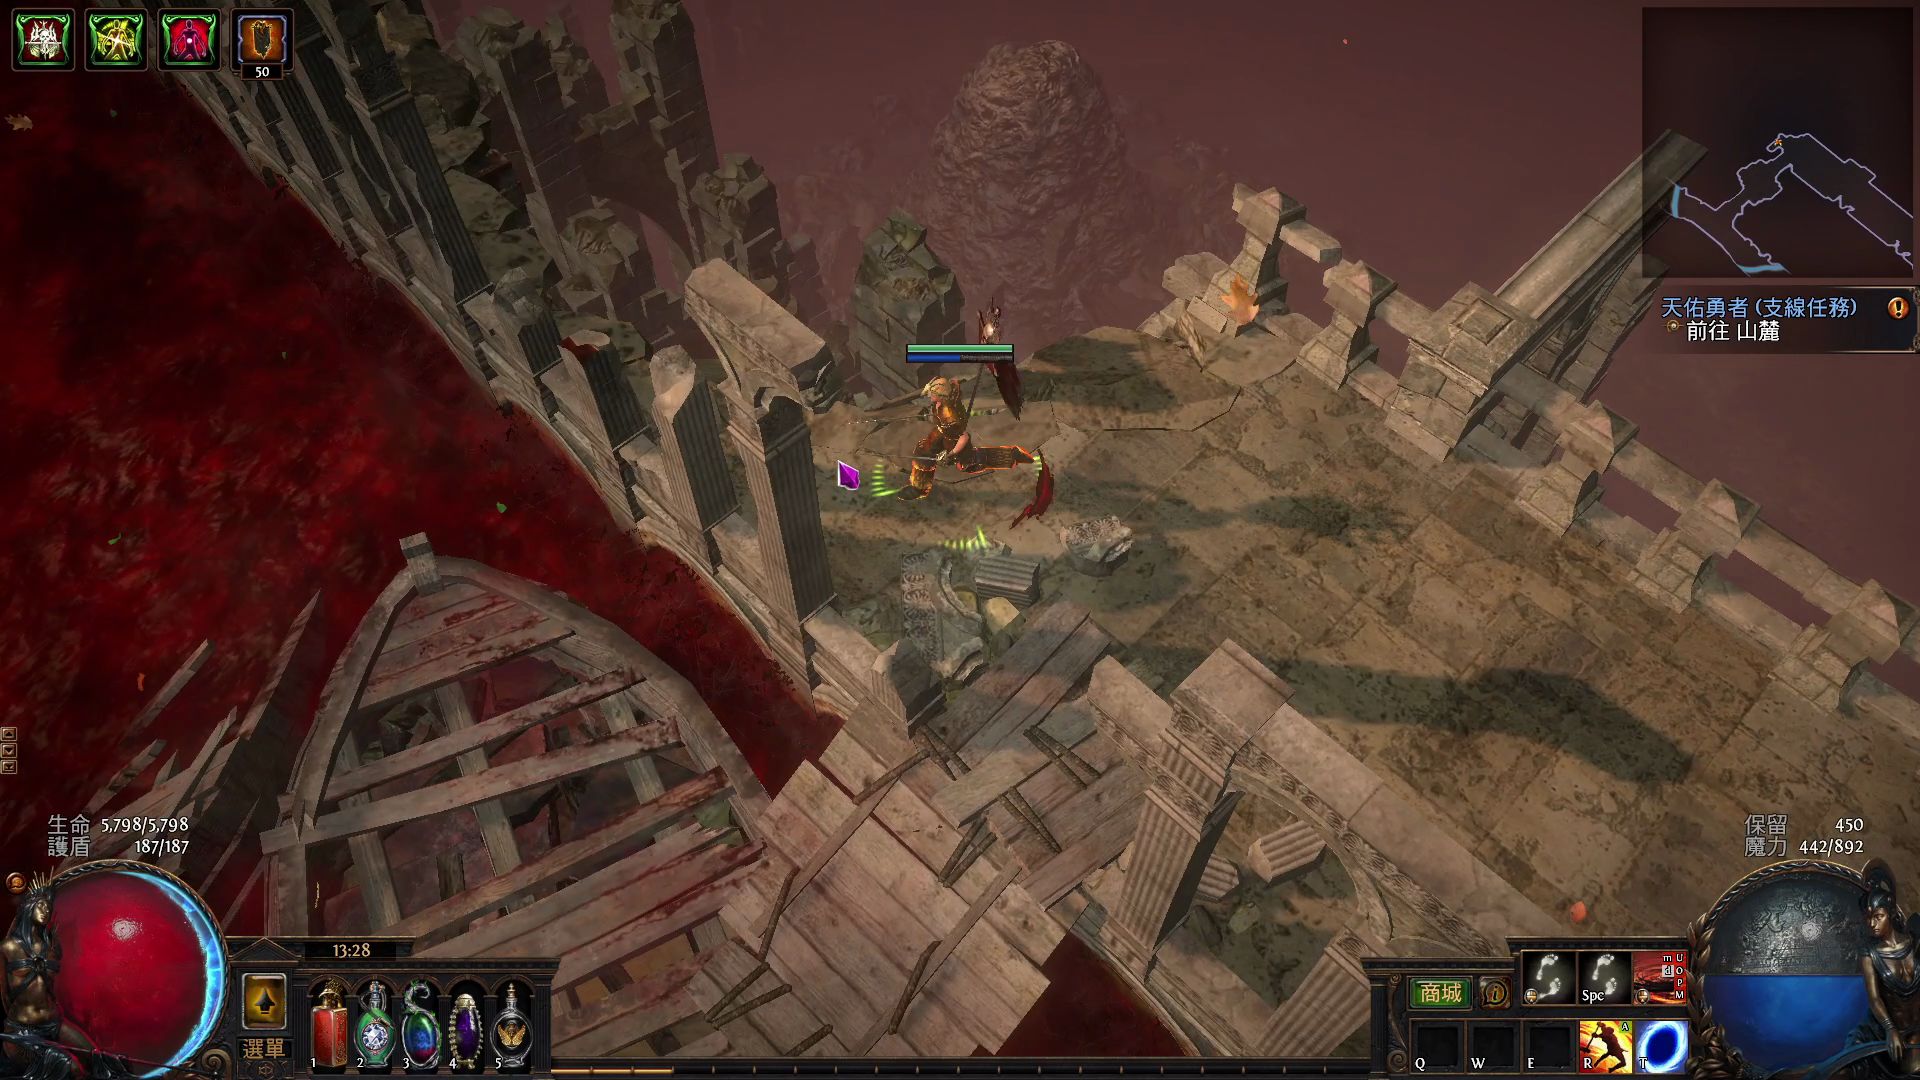 50
天佑勇者 (支線任務)
前往 山麓
生命 5,798/5,798
護盾 187/187
保留 450
魔力 442/892
13:28
選單
1 2 3 4 5
商城
Spc
m U
d O
P
M
Q W E R T
A